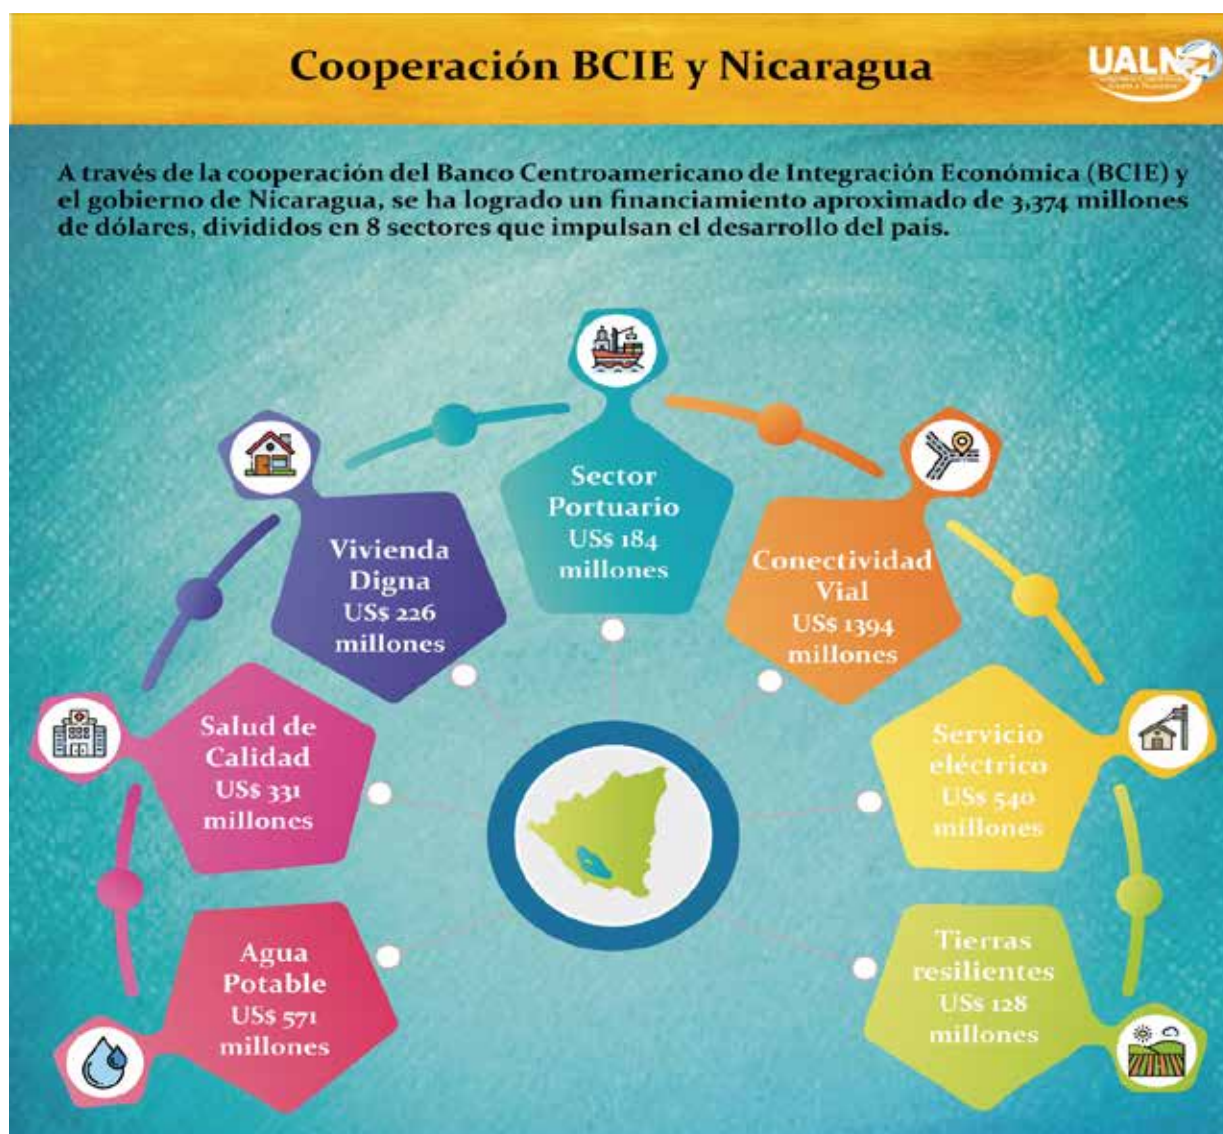 Cooperación BCIE y Nicaragua
UALN
A través de la cooperación del Banco Centroamericano de Integración Económica (BCIE) y
el gobierno de Nicaragua, se ha logrado un financiamiento aproximado de 3,374 millones
de dólares, divididos en 8 sectores que impulsan el desarrollo del país.
Sector
Portuario
US$ 184
millones
Vivienda
Digna
US$ 226
millones
Conectividad
Vial
US$ 1394
millones
Salud de
Calidad
US$ 331
millones
Servicio
eléctrico
US$ 540
millones
Agua
Potable
US$ 571
millones
Tierras
resilientes
US$ 128
millones